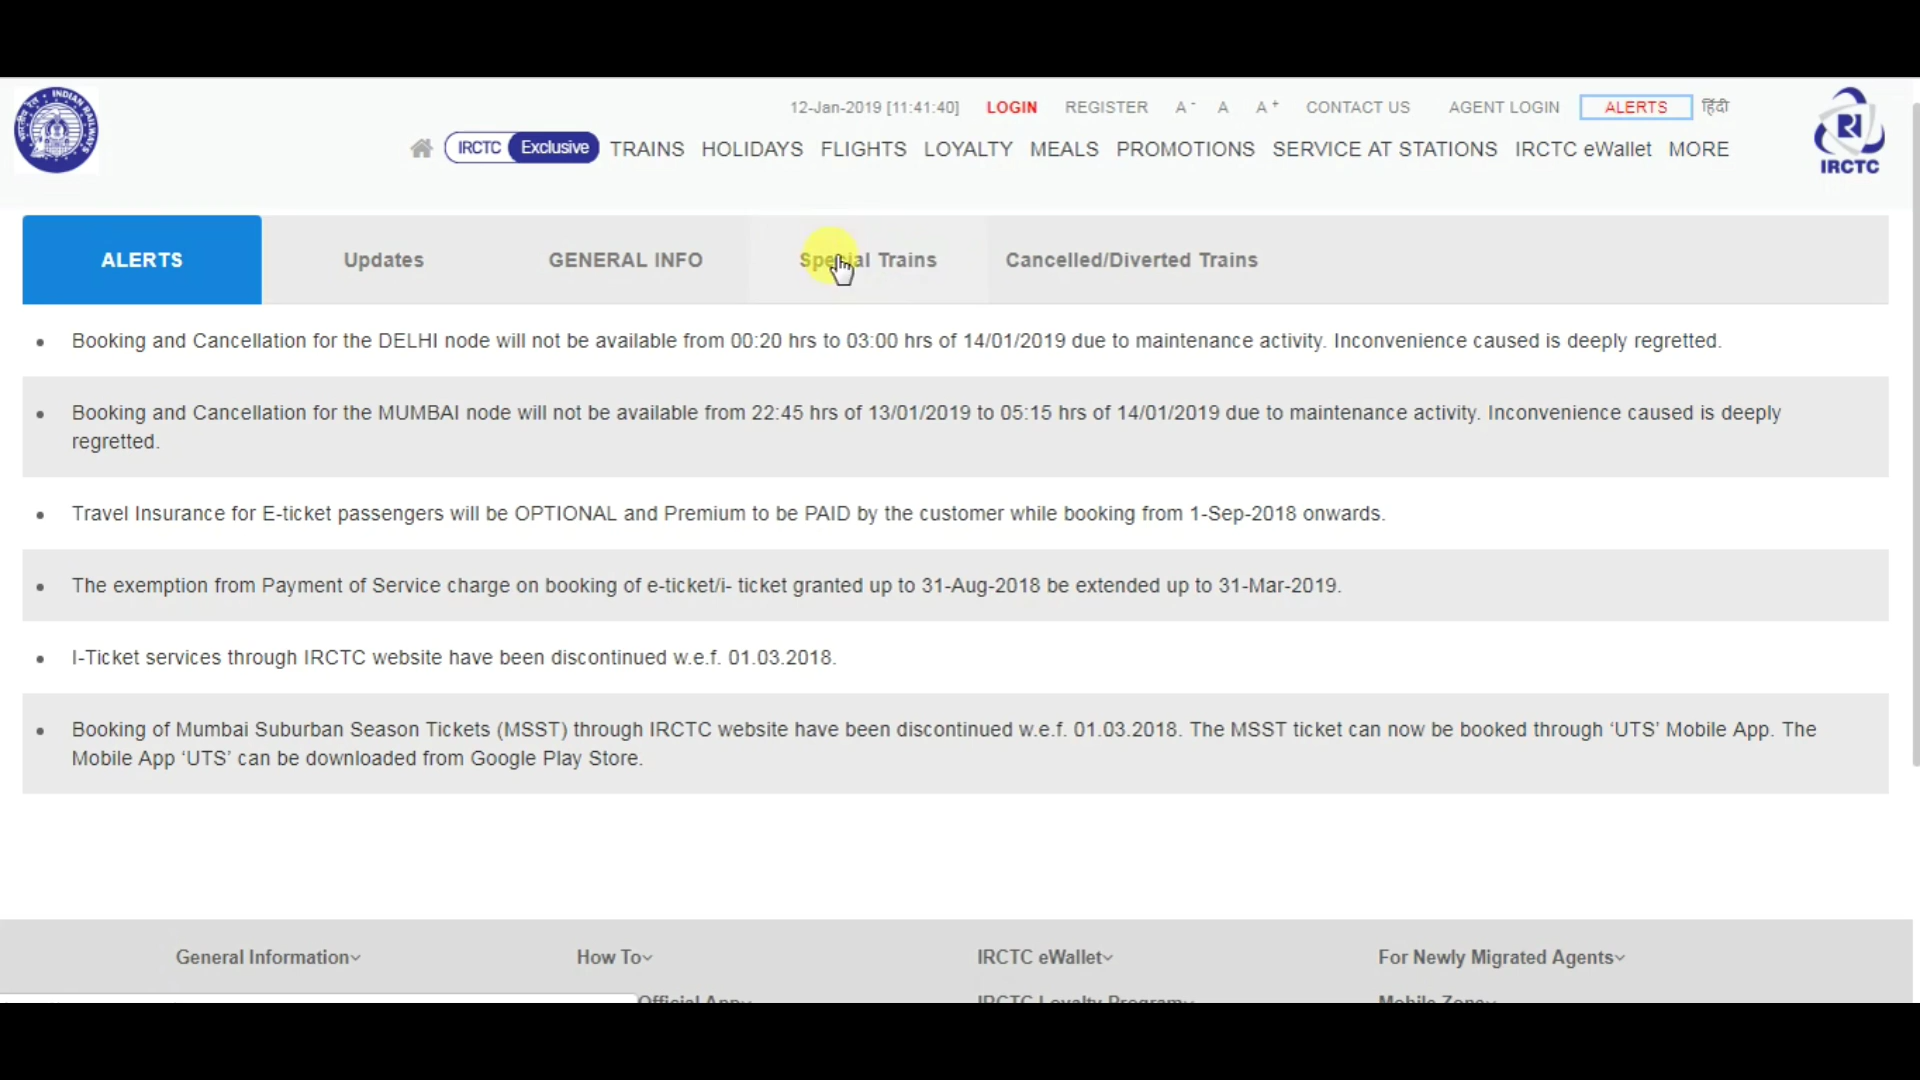 12-Jan-2019 [11:41:40] LOGIN REGISTER A- A A+ CONTACT US AGENT LOGIN ALERTS हिंदी
IRCTC Exclusive TRAINS HOLIDAYS FLIGHTS LOYALTY MEALS PROMOTIONS SERVICE AT STATIONS IRCTC eWallet MORE
INDIAN RAILWAYS
भारतीय रेल
IRCTC
ALERTS Updates GENERAL INFO Special Trains Cancelled/Diverted Trains
Booking and Cancellation for the DELHI node will not be available from 00:20 hrs to 03:00 hrs of 14/01/2019 due to maintenance activity. Inconvenience caused is deeply regretted.
Booking and Cancellation for the MUMBAI node will not be available from 22:45 hrs of 13/01/2019 to 05:15 hrs of 14/01/2019 due to maintenance activity. Inconvenience caused is deeply
regretted.
Travel Insurance for E-ticket passengers will be OPTIONAL and Premium to be PAID by the customer while booking from 1-Sep-2018 onwards.
The exemption from Payment of Service charge on booking of e-ticket/i- ticket granted up to 31-Aug-2018 be extended up to 31-Mar-2019.
I-Ticket services through IRCTC website have been discontinued w.e.f. 01.03.2018.
Booking of Mumbai Suburban Season Tickets (MSST) through IRCTC website have been discontinued w.e.f. 01.03.2018. The MSST ticket can now be booked through ‘UTS’ Mobile App. The
Mobile App ‘UTS’ can be downloaded from Google Play Store.
General Information How To IRCTC eWallet For Newly Migrated Agents
Official App IRCTC Loyalty Program Mobile Zone